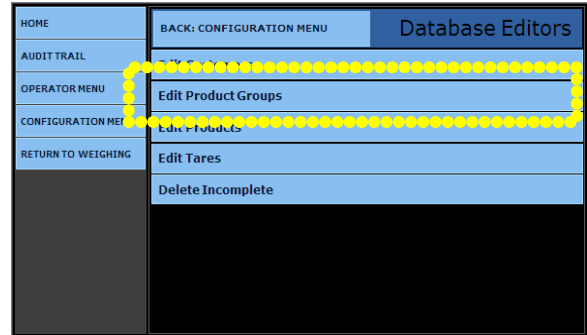 HOME
AUDIT TRAIL
OPERATOR MENU
CONFIGURATION
RETURN TO WEIGHING
BACK: CONFIGURATION MENU
Database Editors
Edit Product Groups
Edit Products
Edit Tares
Delete Incomplete